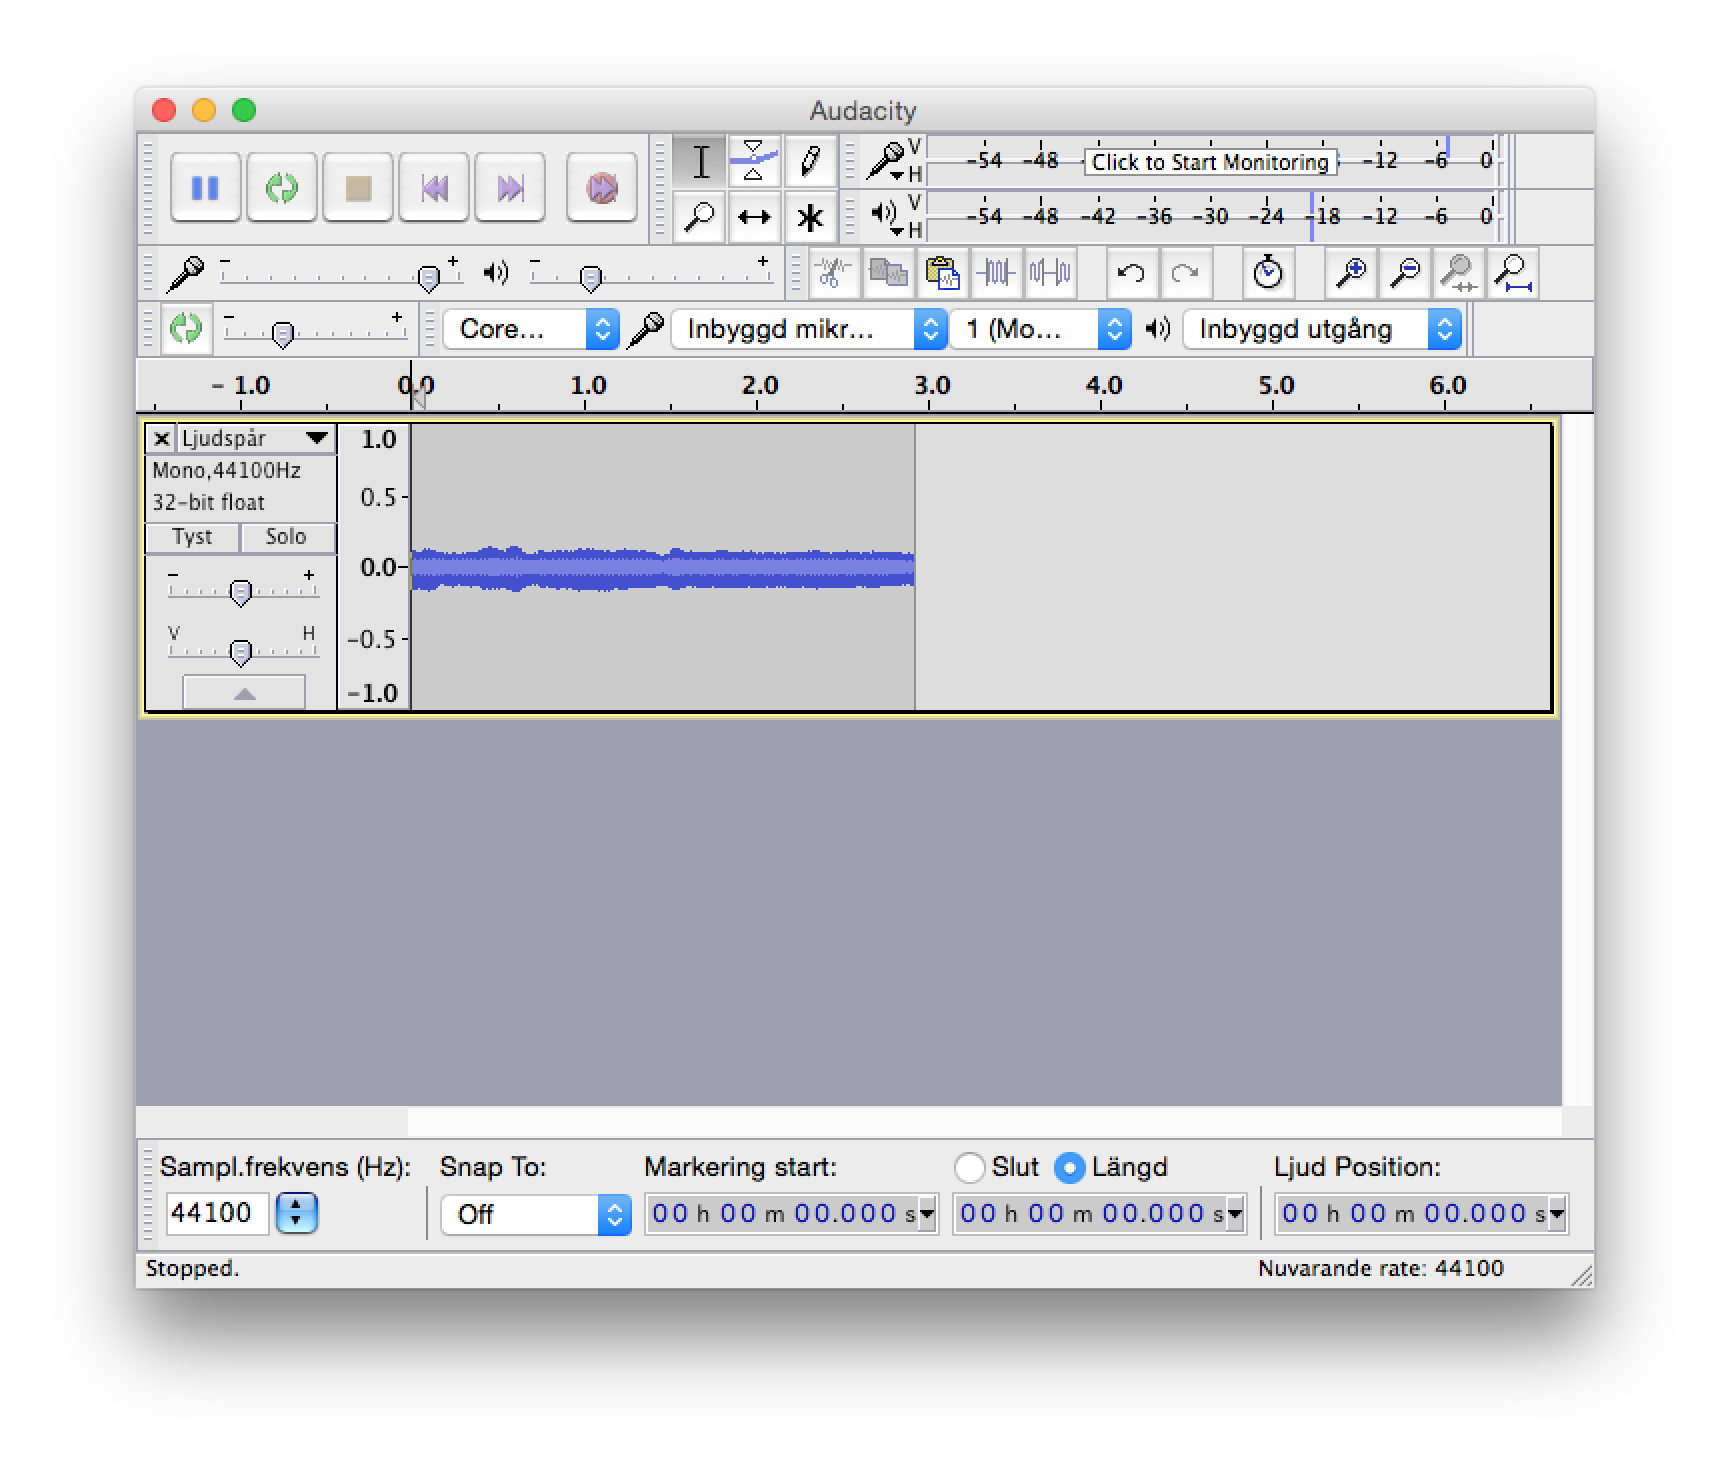 Audacity
V
H
-54 -48 Click to Start Monitoring -12 -6 0
V
H
-54 -48 -42 -36 -30 -24 -18 -12 -6 0
- + - +
- + Core... Inbyggd mikr... 1 (Mo... Inbyggd utgång
- 1.0 0.0 1.0 2.0 3.0 4.0 5.0 6.0
x Ljudspår
Mono,44100Hz
32-bit float
Tyst Solo
- +
V H
1.0
0.5
0.0
-0.5
-1.0
Sampl.frekvens (Hz): Snap To: Markering start: Slut Längd Ljud Position:
44100 Off 00 h 00 m 00.000 s 00 h 00 m 00.000 s 00 h 00 m 00.000 s
Stopped. Nuvarande rate: 44100